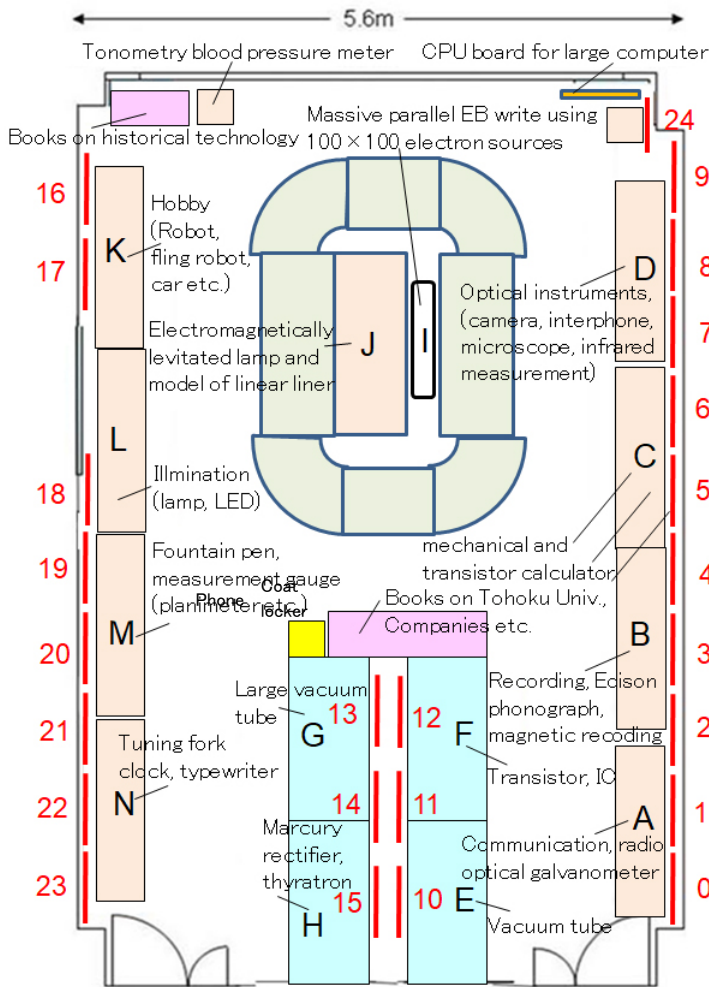 5.6m
Tonometry blood pressure meter
CPU board for large computer
Books on historical technology
Massive parallel EB write using
100×100 electron sources
24
16
9
K
Hobby
(Robot,
fling robot,
car etc.)
17
D
8
Optical instruments,
(camera, interphone,
microscope, infrared
measurement)
7
Electromagnetically
levitated lamp and
model of linear liner
J
I
6
L
C
18
Illmination
(lamp, LED)
5
mechanical and
transistor calculator
19
Fountain pen,
measurement gauge
(planimeter etc.)
Phone
Coat
locker
4
Books on Tohoku Univ.,
Companies etc.
M
20
B
3
Recording, Edison
phonograph,
magnetic recoding
Large vacuum
tube
13
12
G
F
21
2
Tuning fork
clock, typewriter
Transistor, IC
N
22
14
11
A
1
Marcury
rectifier,
thyratron
Communication, radio
optical galvanometer
23
15
10
E
0
H
Vacuum tube